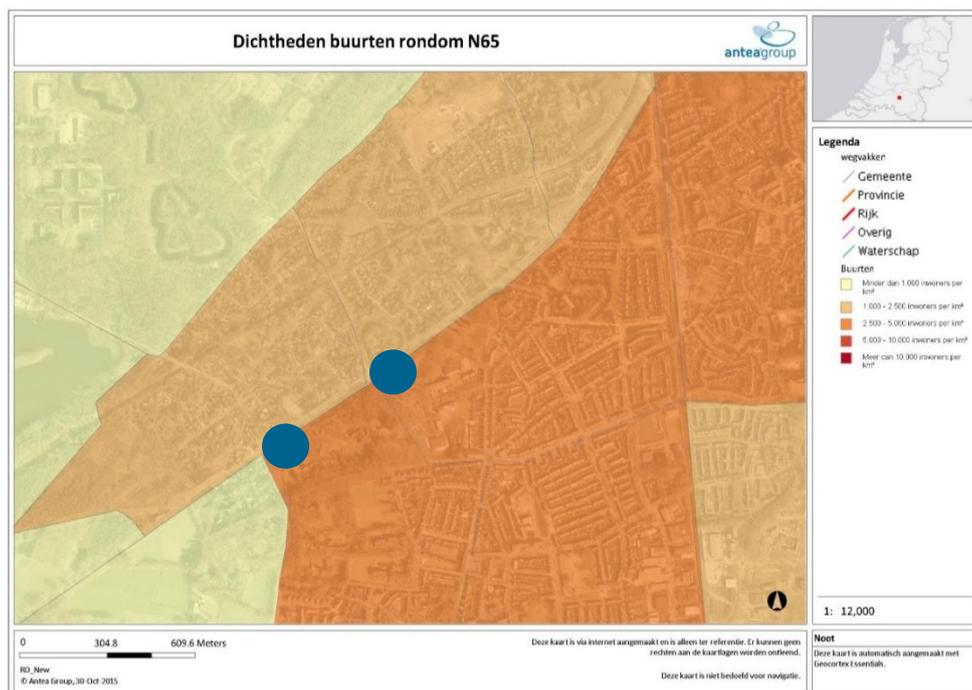 Dichtheden buurten rondom N65
anteagroup
Legenda
wegvakken
Gemeente
Provincie
Rijk
Overig
Waterschap
Buurten
Minder dan 1.000 inwoners per
km²
1.000 - 2.500 inwoners per km²
2.500 - 5.000 inwoners per km²
5.000 - 10.000 inwoners per km²
Meer dan 10.000 inwoners per
km²
1: 12,000
0 304.8 609.6 Meters
RD_New
© Antea Group, 30-Oct-2015
Deze kaart is via internet aangemaakt en is alleen ter referentie. Er kunnen geen
rechten aan de kaartlagen worden ontleend.
Deze kaart is niet bedoeld voor navigatie.
Noot
Deze kaart is automatisch aangemaakt met
Geocortex Essentials.